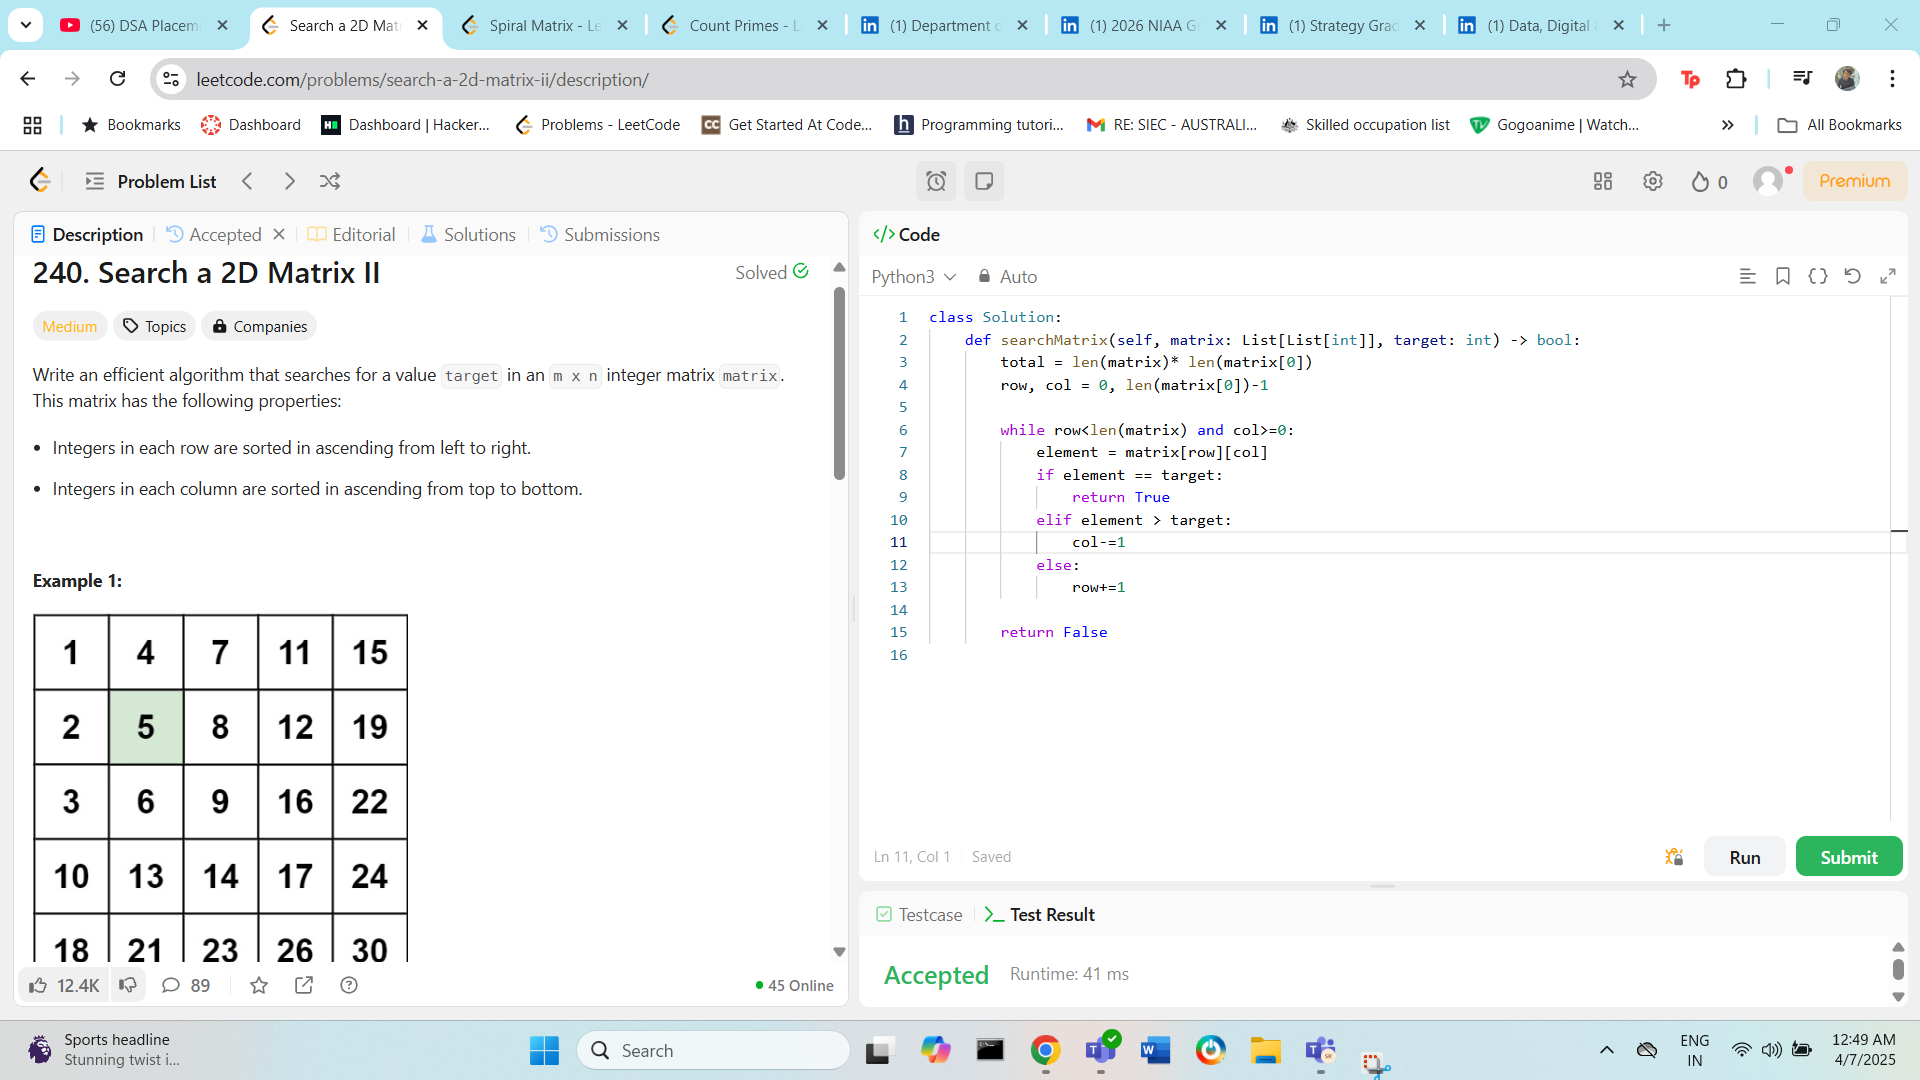 (56) DSA Placem
Search a 2D Mat
Spiral Matrix - Le
Count Primes - L
(1) Department o
(1) 2026 NIAA Gr
(1) Strategy Grac
(1) Data, Digital &
leetcode.com/problems/search-a-2d-matrix-ii/description/
Tp
Bookmarks
Dashboard
Dashboard | Hacker...
Problems - LeetCode
Get Started At Code...
Programming tutori...
RE: SIEC - AUSTRALI...
Skilled occupation list
Gogoanime | Watch...
All Bookmarks
Problem List
0
Premium
Description
Accepted
Editorial
Solutions
Submissions
240. Search a 2D Matrix II
Solved
Medium
Topics
Companies
Write an efficient algorithm that searches for a value target in an m x n integer matrix matrix.
This matrix has the following properties:
• Integers in each row are sorted in ascending from left to right.
• Integers in each column are sorted in ascending from top to bottom.
Example 1:
1 4 7 11 15
2 5 8 12 19
3 6 9 16 22
10 13 14 17 24
18 21 23 26 30
12.4K
89
45 Online
</> Code
Python3
Auto
1 class Solution:
2     def searchMatrix(self, matrix: List[List[int]], target: int) -> bool:
3         total = len(matrix)* len(matrix[0])
4         row, col = 0, len(matrix[0])-1
5
6         while row<len(matrix) and col>=0:
7             element = matrix[row][col]
8             if element == target:
9                 return True
10             elif element > target:
11                 col-=1
12             else:
13                 row+=1
14
15         return False
16
Ln 11, Col 1
Saved
Run
Submit
Testcase
Test Result
Accepted
Runtime: 41 ms
Sports headline
Stunning twist i...
Search
ENG
IN
12:49 AM
4/7/2025